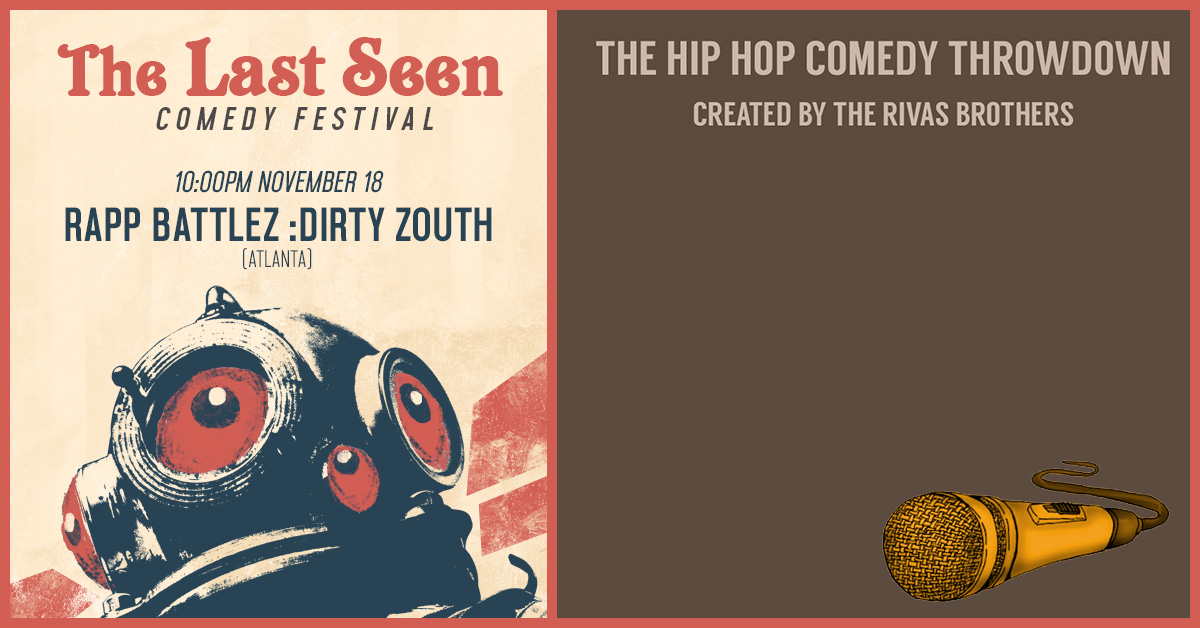 The Last Seen
COMEDY FESTIVAL
10:00PM NOVEMBER 18
RAPP BATTLEZ :DIRTY ZOUTH
(ATLANTA)
THE HIP HOP COMEDY THROWDOWN
CREATED BY THE RIVAS BROTHERS